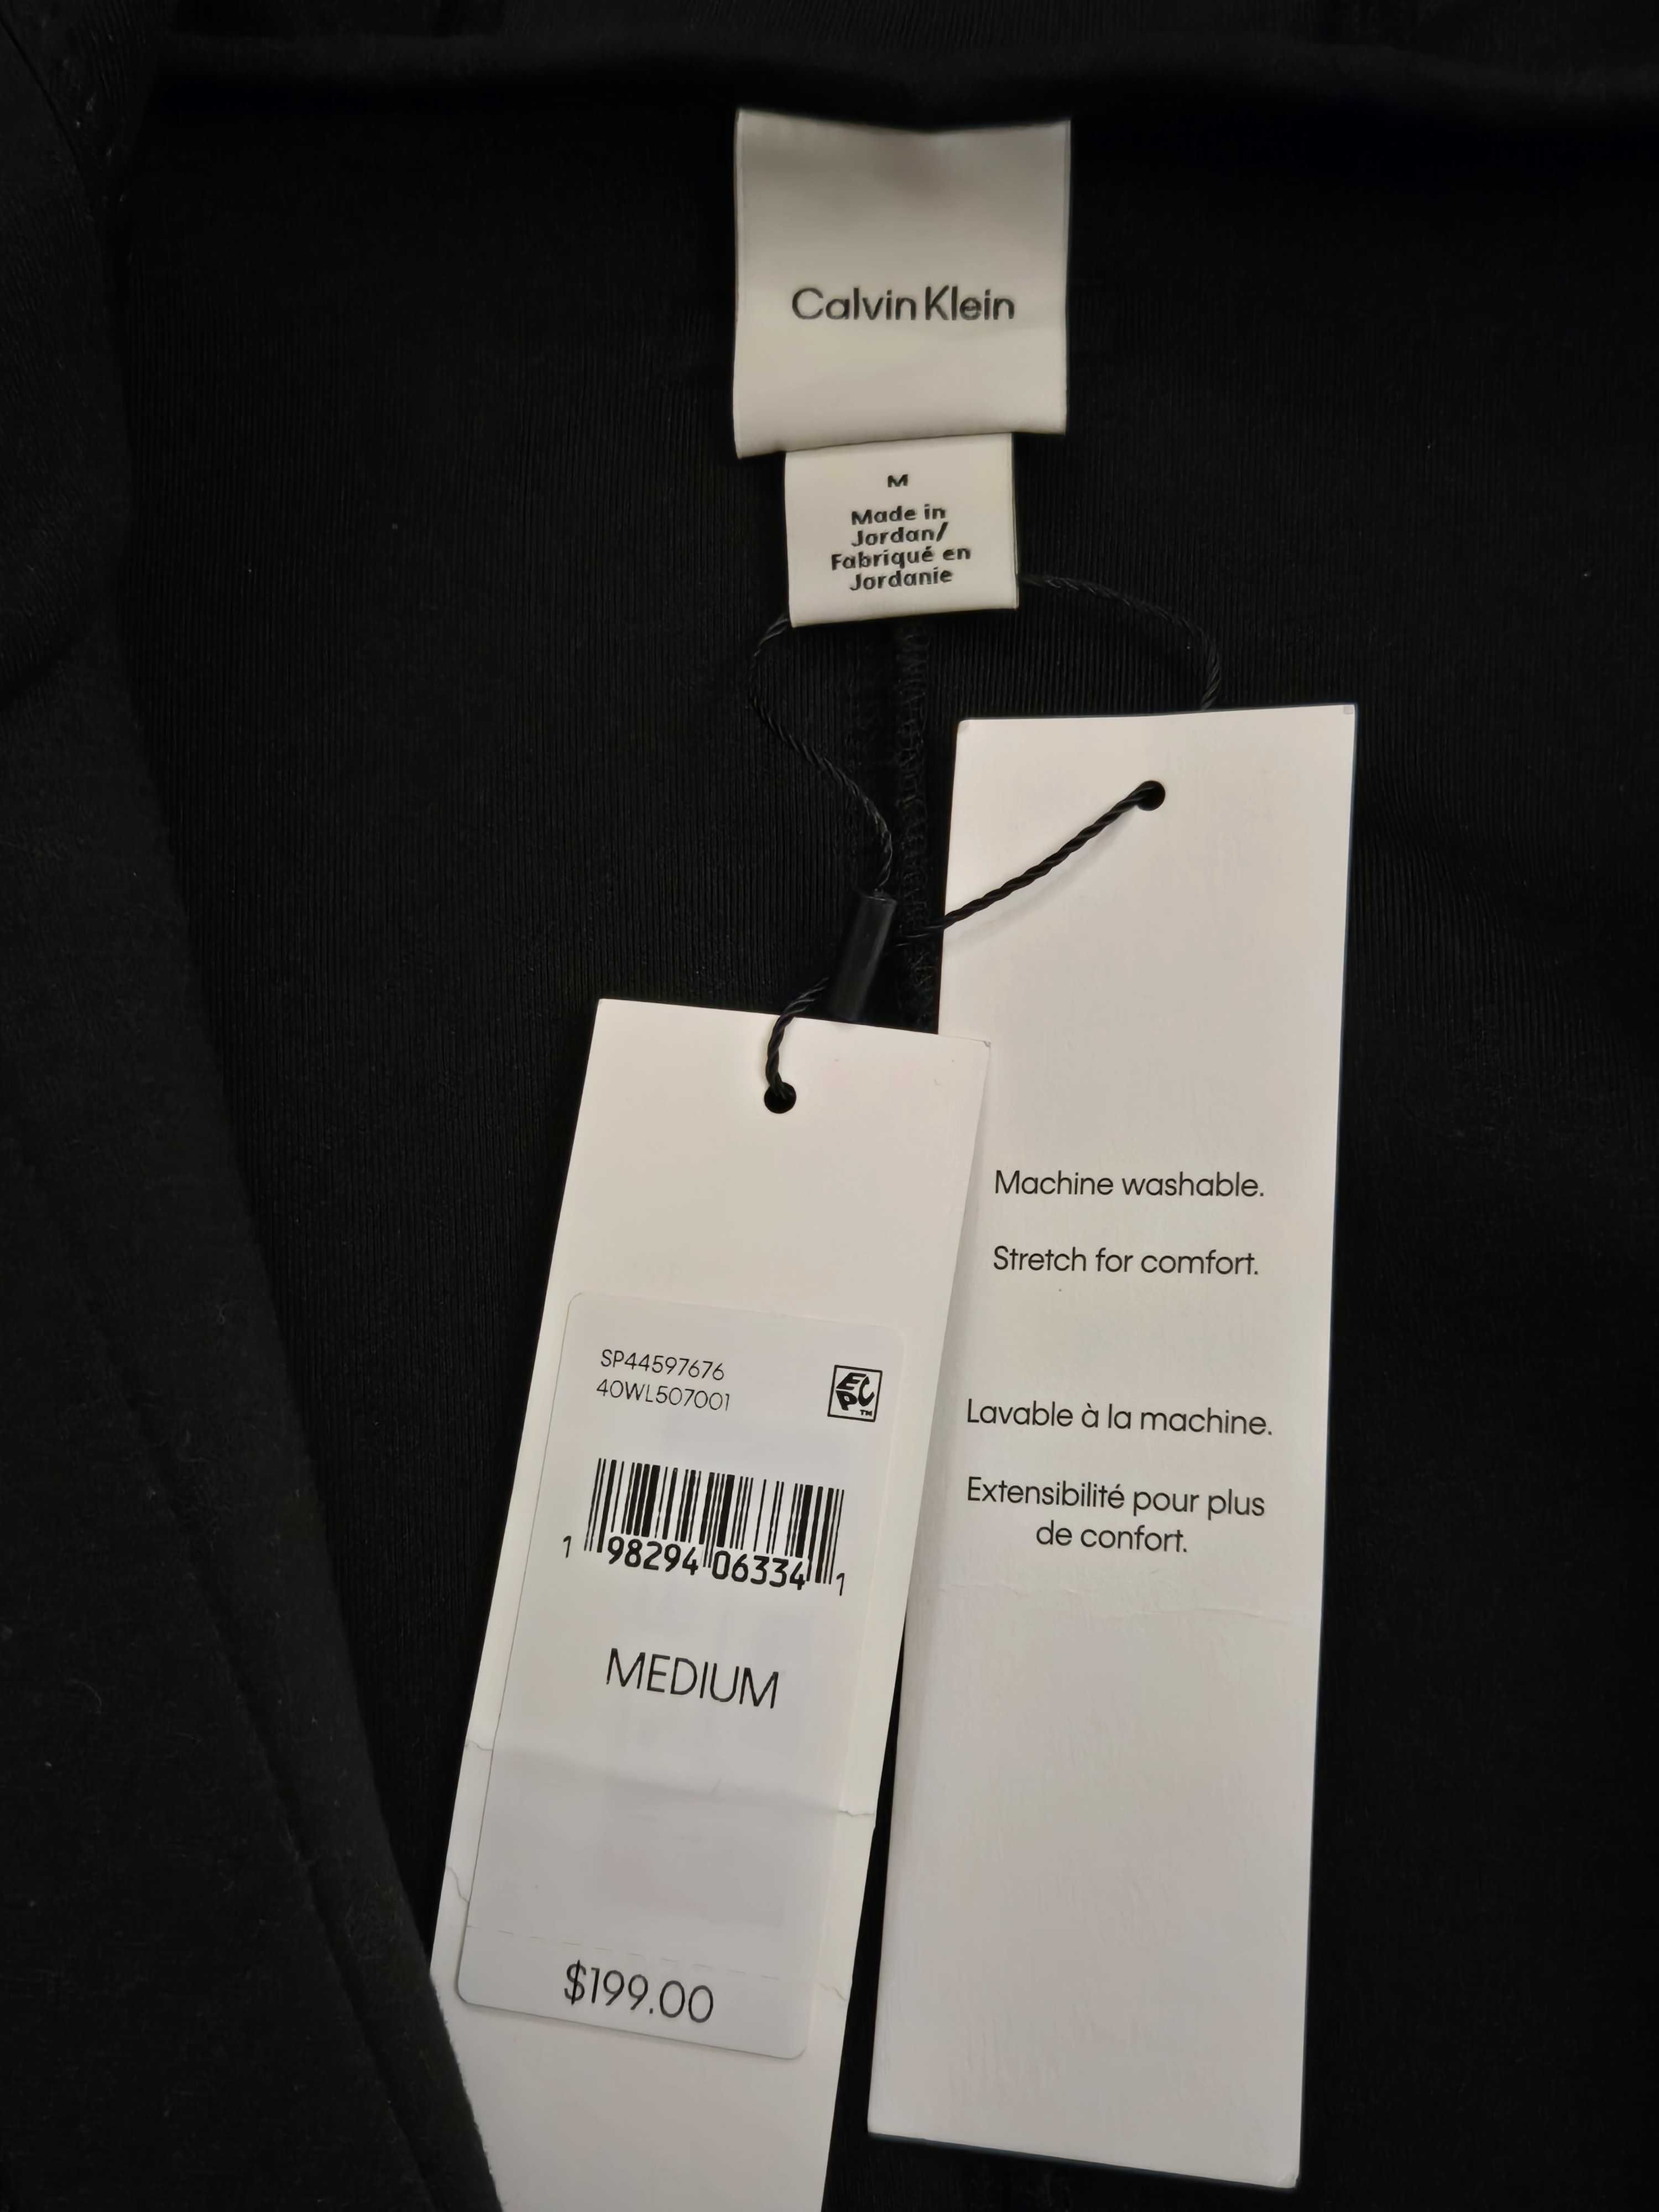 Calvin Klein
M
Made in
Jordan/
Fabriqué en
Jordanie
Machine washable.
Stretch for comfort.
Lavable à la machine.
Extensibilité pour plus
de confort.
SP44597676
40WL507001
EPC™
1 98294 06334 1
MEDIUM
$199.00